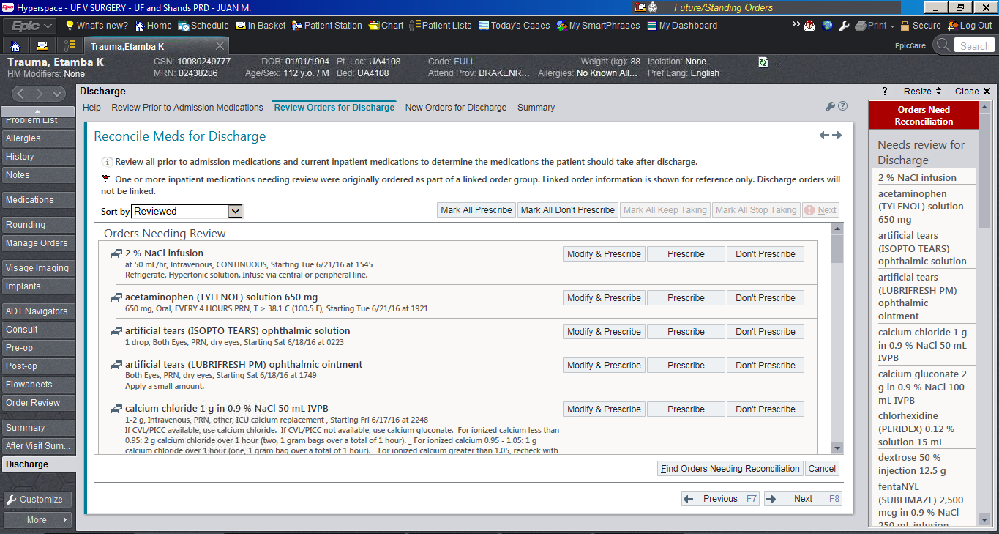 Hyperspace - UF V SURGERY - UF and Shands PRD - JUAN M.
Future/Standing Orders
Epic
What's new? Home Schedule In Basket Patient Station Chart Patient Lists Today's Cases My SmartPhrases My Dashboard
Print Secure Log Out
Trauma,Etamba K
EpicCare
Search
Trauma, Etamba K
HM Modifiers: None
CSN: 10080249777
MRN: 02438286
DOB: 01/01/1904
Age/Sex: 112 y.o. / M
Pt. Loc: UA4108
Bed: UA4108
Code: FULL
Attend Prov: BRAKENR...
Weight (kg): 88
Allergies: No Known All...
Isolation: None
Pref Lang: English
Problem List
Allergies
History
Notes
Medications
Rounding
Manage Orders
Visage Imaging
Implants
ADT Navigators
Consult
Pre-op
Post-op
Flowsheets
Order Review
Summary
After Visit Sum...
Discharge
Customize
More
Discharge
? Resize Close
Help Review Prior to Admission Medications Review Orders for Discharge New Orders for Discharge Summary
Reconcile Meds for Discharge
Review all prior to admission medications and current inpatient medications to determine the medications the patient should take after discharge.
One or more inpatient medications needing review were originally ordered as part of a linked order group. Linked order information is shown for reference only. Discharge orders will
not be linked.
Sort by Reviewed
Mark All Prescribe Mark All Don't Prescribe Mark All Keep Taking Mark All Stop Taking Next
Orders Needing Review
2 % NaCl infusion
at 50 mL/hr, Intravenous, CONTINUOUS, Starting Tue 6/21/16 at 1545
Refrigerate. Hypertonic solution. Infuse via central or peripheral line.
Modify & Prescribe Prescribe Don't Prescribe
acetaminophen (TYLENOL) solution 650 mg
650 mg, Oral, EVERY 4 HOURS PRN, T > 38.1 C (100.5 F), Starting Tue 6/21/16 at 1921
Modify & Prescribe Prescribe Don't Prescribe
artificial tears (ISOPTO TEARS) ophthalmic solution
1 drop, Both Eyes, PRN, dry eyes, Starting Sat 6/18/16 at 0223
Modify & Prescribe Prescribe Don't Prescribe
artificial tears (LUBRIFRESH PM) ophthalmic ointment
Both Eyes, PRN, dry eyes, Starting Sat 6/18/16 at 1749
Apply a small amount.
Modify & Prescribe Prescribe Don't Prescribe
calcium chloride 1 g in 0.9 % NaCl 50 mL IVPB
1-2 g, Intravenous, PRN, other, ICU calcium replacement , Starting Fri 6/17/16 at 2248
If CVL/PICC available, use calcium chloride. If CVL/PICC not available, use calcium gluconate. For ionized calcium less than
0.95: 2 g calcium chloride over 1 hour (two, 1 gram bags over a total of 1 hour). _ For ionized calcium 0.95 - 1.05: 1 g
calcium chloride over 1 hour (one, 1 gram bag over a total of 1 hour). _ For ionized calcium greater than 1.05, recheck with
Modify & Prescribe Prescribe Don't Prescribe
Find Orders Needing Reconciliation Cancel
Previous F7 Next F8
Orders Need
Reconciliation
Needs review for
Discharge
2 % NaCl infusion
acetaminophen
(TYLENOL) solution
650 mg
artificial tears
(ISOPTO TEARS)
ophthalmic solution
artificial tears
(LUBRIFRESH PM)
ophthalmic
ointment
calcium chloride 1 g
in 0.9 % NaCl 50 mL
IVPB
calcium gluconate 2
g in 0.9 % NaCl 100
mL IVPB
chlorhexidine
(PERIDEX) 0.12 %
solution 15 mL
dextrose 50 %
injection 12.5 g
fentaNYL
(SUBLIMAZE) 2,500
mcg in 0.9 % NaCl
250 mL infusion